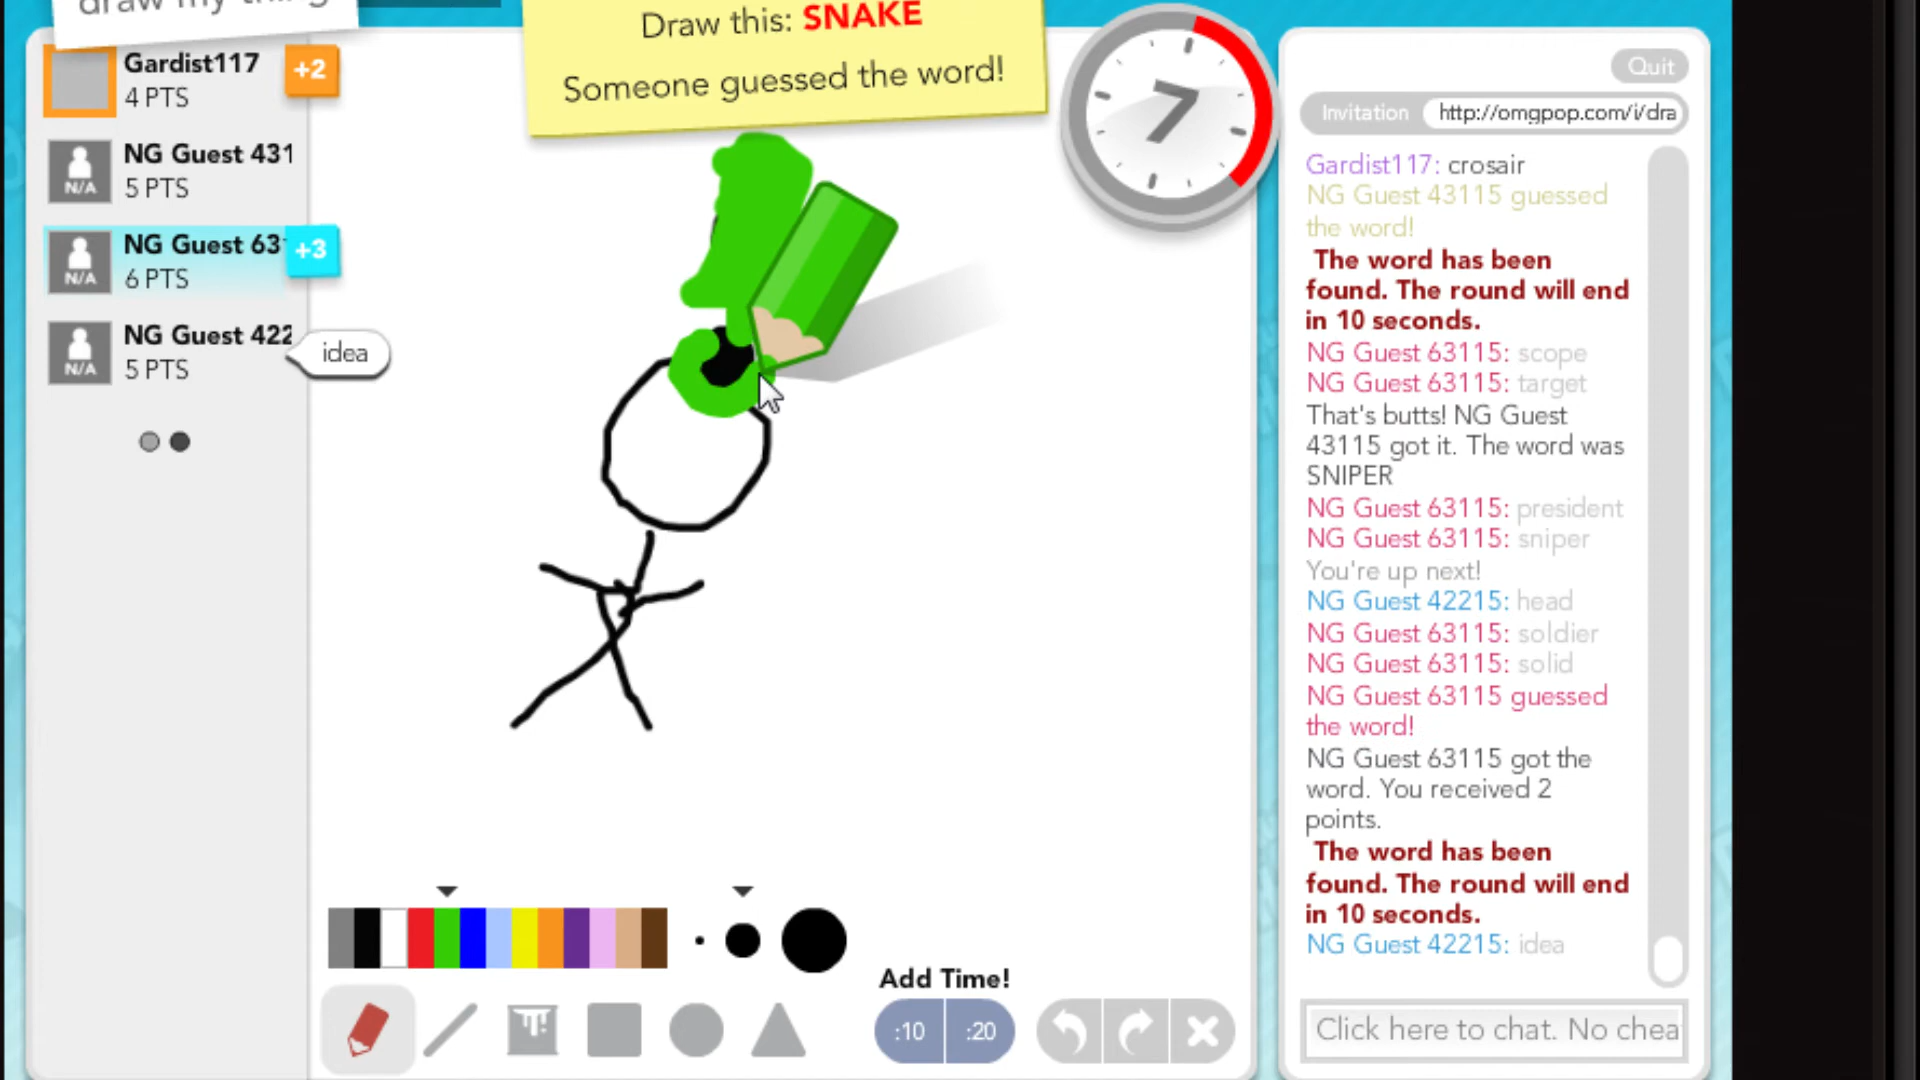 draw my thing
Draw this: SNAKE
Someone guessed the word!
7
Gardist117
4 PTS
+2
NG Guest 431
5 PTS
N/A
NG Guest 63
6 PTS
N/A
+3
NG Guest 422
5 PTS
N/A
idea
Add Time!
:10
:20
Quit
Invitation
http://omgpop.com/i/dra
Gardist117: crosair
NG Guest 43115 guessed
the word!
The word has been
found. The round will end
in 10 seconds.
NG Guest 63115: scope
NG Guest 63115: target
That's butts! NG Guest
43115 got it. The word was
SNIPER
NG Guest 63115: president
NG Guest 63115: sniper
You're up next!
NG Guest 42215: head
NG Guest 63115: soldier
NG Guest 63115: solid
NG Guest 63115 guessed
the word!
NG Guest 63115 got the
word. You received 2
points.
The word has been
found. The round will end
in 10 seconds.
NG Guest 42215: idea
Click here to chat. No chea